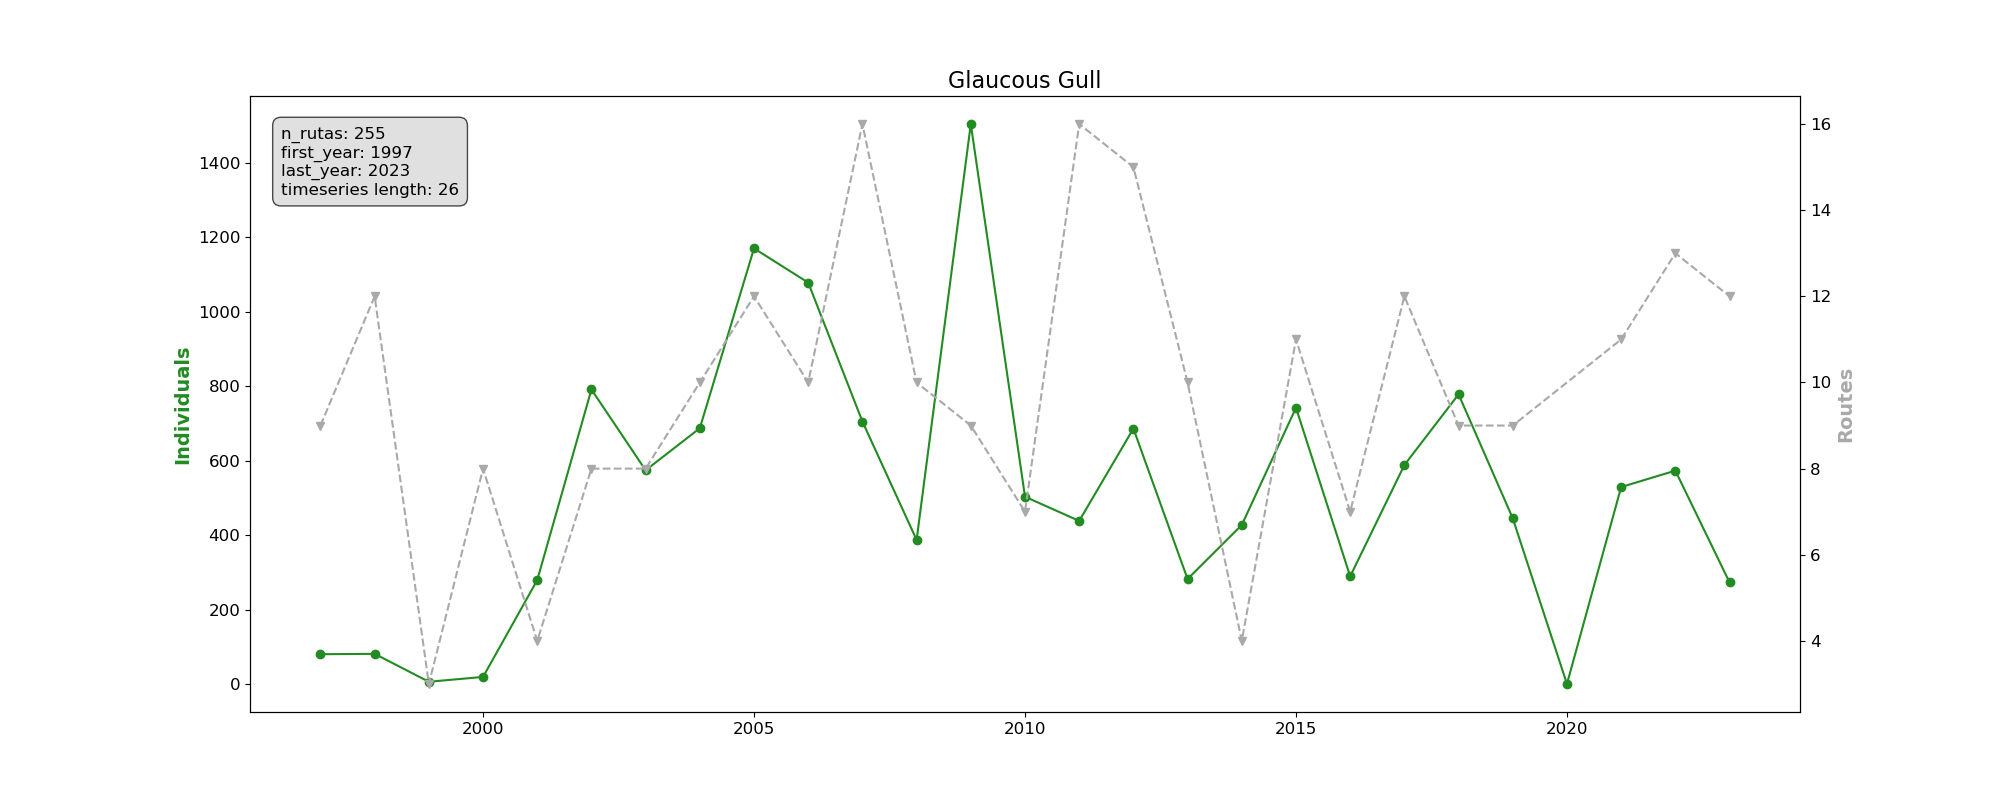 Glaucous Gull
n_rutas: 255
first_year: 1997
last_year: 2023
timeseries length: 26
1400
1200
1000
800
600
400
200
0
Individuals
16
14
12
10
8
6
4
Routes
2000 2005 2010 2015 2020